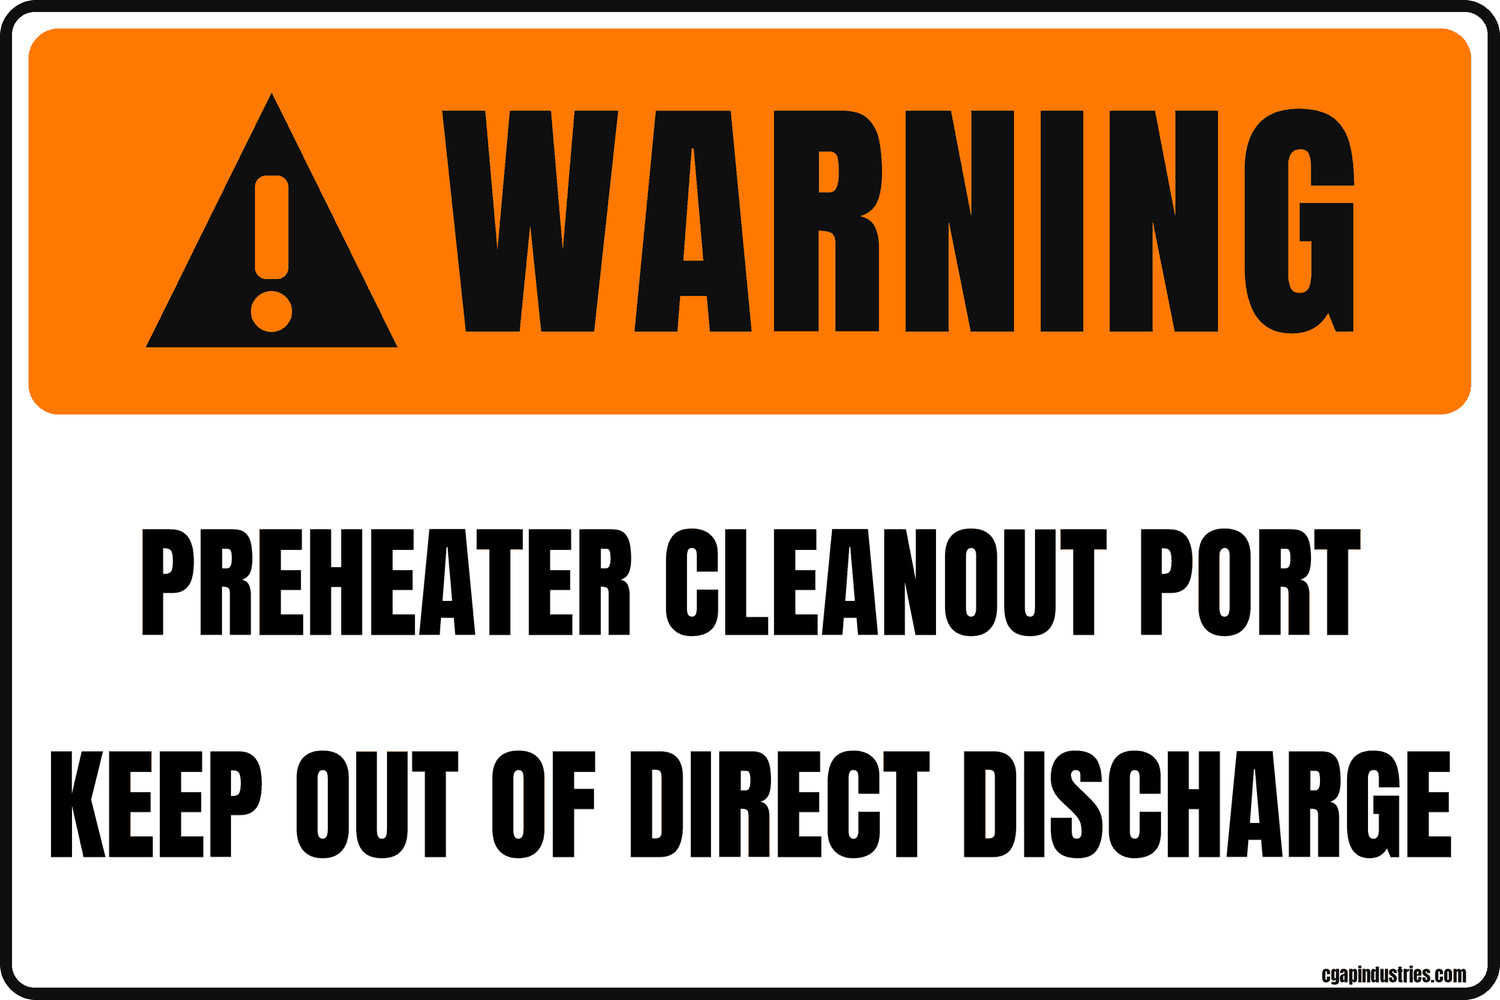 WARNING
PREHEATER CLEANOUT PORT
KEEP OUT OF DIRECT DISCHARGE
cgapindustries.com